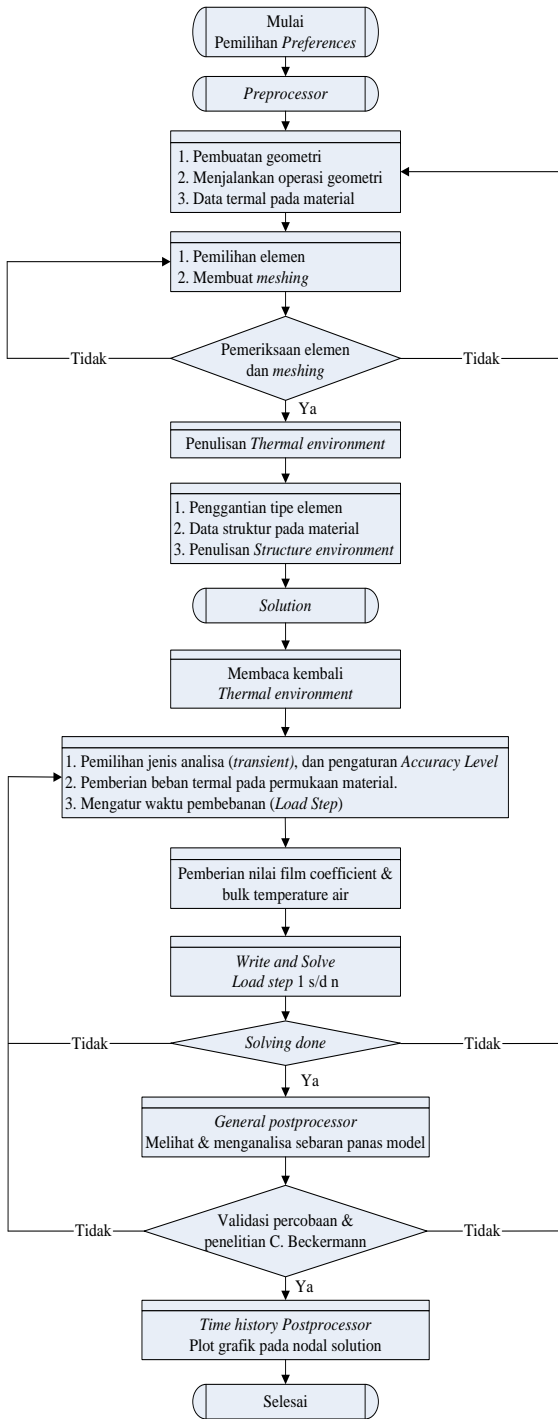 Mulai
Pemilihan Preferences
Preprocessor
1. Pembuatan geometri
2. Menjalankan operasi geometri
3. Data termal pada material
1. Pemilihan elemen
2. Membuat meshing
Tidak
Pemeriksaan elemen
dan meshing
Tidak
Ya
Penulisan Thermal environment
1. Penggantian tipe elemen
2. Data struktur pada material
3. Penulisan Structure environment
Solution
Membaca kembali
Thermal environment
1. Pemilihan jenis analisa (transient), dan pengaturan Accuracy Level
2. Pemberian beban termal pada permukaan material.
3. Mengatur waktu pembebanan (Load Step)
Pemberian nilai film coefficient &
bulk temperature air
Write and Solve
Load step 1 s/d n
Tidak
Solving done
Tidak
Ya
General postprocessor
Melihat & menganalisa sebaran panas model
Tidak
Validasi percobaan &
penelitian C. Beckermann
Tidak
Ya
Time history Postprocessor
Plot grafik pada nodal solution
Selesai